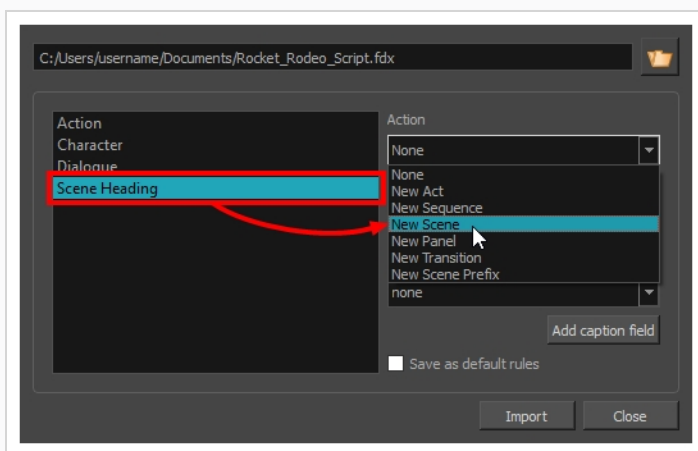 C:/Users/username/Documents/Rocket_Rodeo_Script.fdx
Action
Character
Dialogue
Scene Heading
Action
None
None
New Act
New Sequence
New Scene
New Panel
New Transition
New Scene Prefix
none
Add caption field
Save as default rules
Import
Close